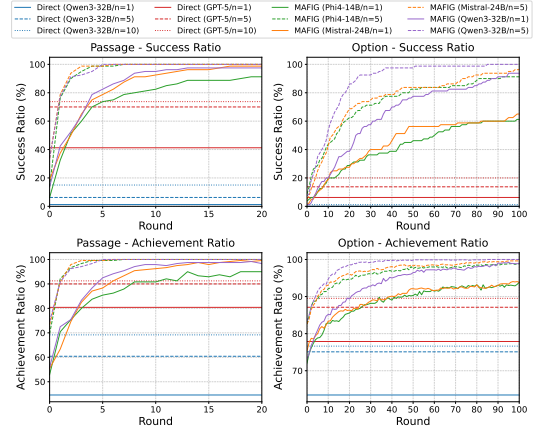 Direct (Qwen3-32B/n=1) Direct (GPT-5/n=1) MAFIG (Phi4-14B/n=1) MAFIG (Mistral-24B/n=5)
Direct (Qwen3-32B/n=5) Direct (GPT-5/n=5) MAFIG (Phi4-14B/n=5) MAFIG (Qwen3-32B/n=1)
Direct (Qwen3-32B/n=10) Direct (GPT-5/n=10) MAFIG (Mistral-24B/n=1) MAFIG (Qwen3-32B/n=5)
Passage - Success Ratio
Success Ratio (%)
100
80
60
40
20
0
0 5 10 15 20
Round
Option - Success Ratio
Success Ratio (%)
100
80
60
40
20
0
0 10 20 30 40 50 60 70 80 90 100
Round
Passage - Achievement Ratio
Achievement Ratio (%)
100
90
80
70
60
50
0 5 10 15 20
Round
Option - Achievement Ratio
Achievement Ratio (%)
100
90
80
70
0 10 20 30 40 50 60 70 80 90 100
Round